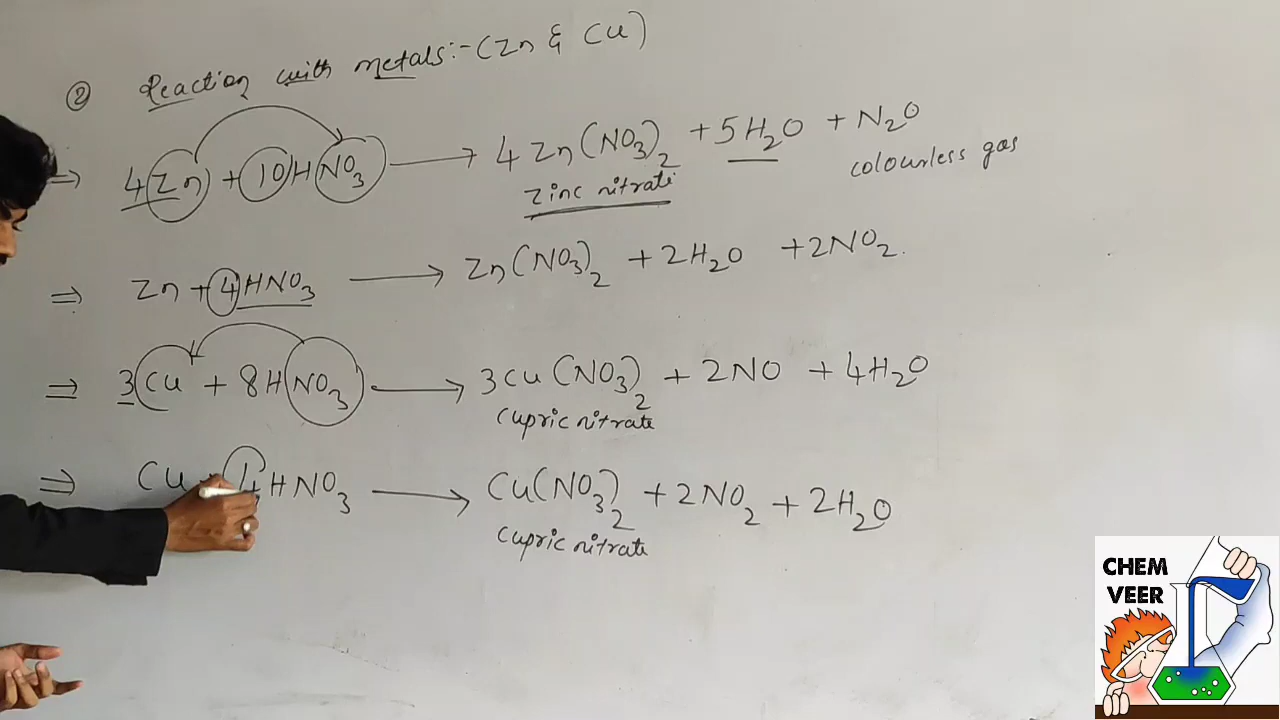 ② Reaction with metals:-(Zn & Cu)
⇒ 4Zn + 10HNO3 ⟶ 4Zn(NO3)2 + 5H2O + N2O
Zinc nitrate
colourless gas
⇒ Zn + 4HNO3 ⟶ Zn(NO3)2 + 2H2O + 2NO2.
⇒ 3Cu + 8HNO3 ⟶ 3Cu(NO3)2 + 2NO + 4H2O
Cupric nitrate
⇒ Cu + 4HNO3 ⟶ Cu(NO3)2 + 2NO2 + 2H2O
Cupric nitrate
CHEM
VEER